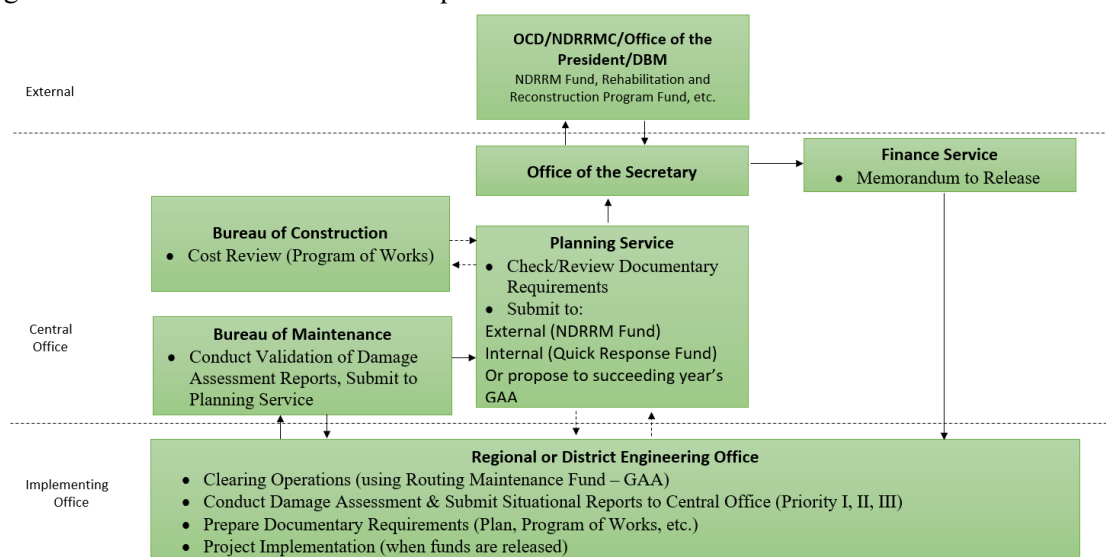 OCD/NDRRMC/Office of the
President/DBM
NDRRM Fund, Rehabilitation and
Reconstruction Program Fund, etc.
External
Office of the Secretary
Finance Service
• Memorandum to Release
Bureau of Construction
• Cost Review (Program of Works)
Planning Service
• Check/Review Documentary
Requirements
• Submit to:
External (NDRRM Fund)
Internal (Quick Response Fund)
Or propose to succeeding year's
GAA
Central
Office
Bureau of Maintenance
• Conduct Validation of Damage
Assessment Reports, Submit to
Planning Service
Implementing
Office
Regional or District Engineering Office
• Clearing Operations (using Routing Maintenance Fund – GAA)
• Conduct Damage Assessment & Submit Situational Reports to Central Office (Priority I, II, III)
• Prepare Documentary Requirements (Plan, Program of Works, etc.)
• Project Implementation (when funds are released)